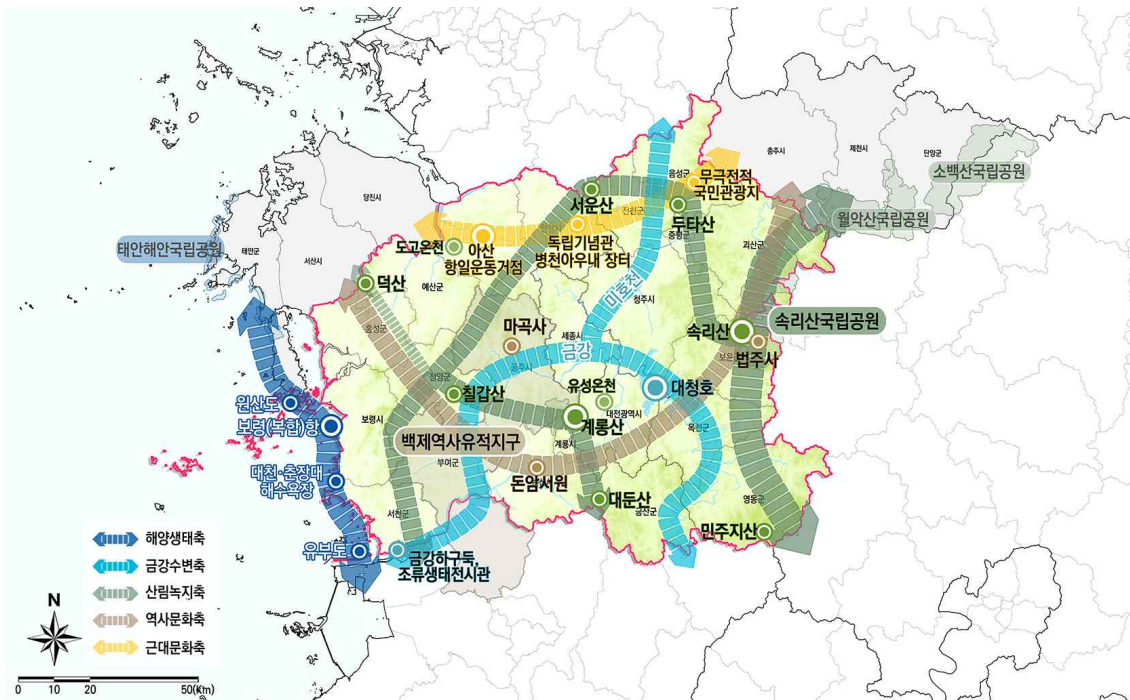 충주시
제천시
단양군
소백산국립공원
음성군
무극전적
국민관광지
당진시
서운산
진천군
두타산
월악산국립공원
증평군
괴산군
태안해안국립공원
태안군
서산시
도고온천
아산
항일운동거점
독립기념관
병천아우내 장터
덕산
예산군
미호천
청주시
홍성군
마곡사
세종시
속리산
속리산국립공원
법주사
보은
금강
공주시
청양군
칠갑산
유성온천
대청호
원산도
보령(복합)항
보령시
대전광역시
계룡산
옥천군
백제역사유적지구
계룡시
부여군
대천·춘장대
해수욕장
돈암서원
대둔산
금산군
영동군
민주지산
서천군
유부도
금강하구둑,
조류생태전시관
해양생태축
금강수변축
산림녹지축
역사문화축
근대문화축
N
0 10 20 50(Km)